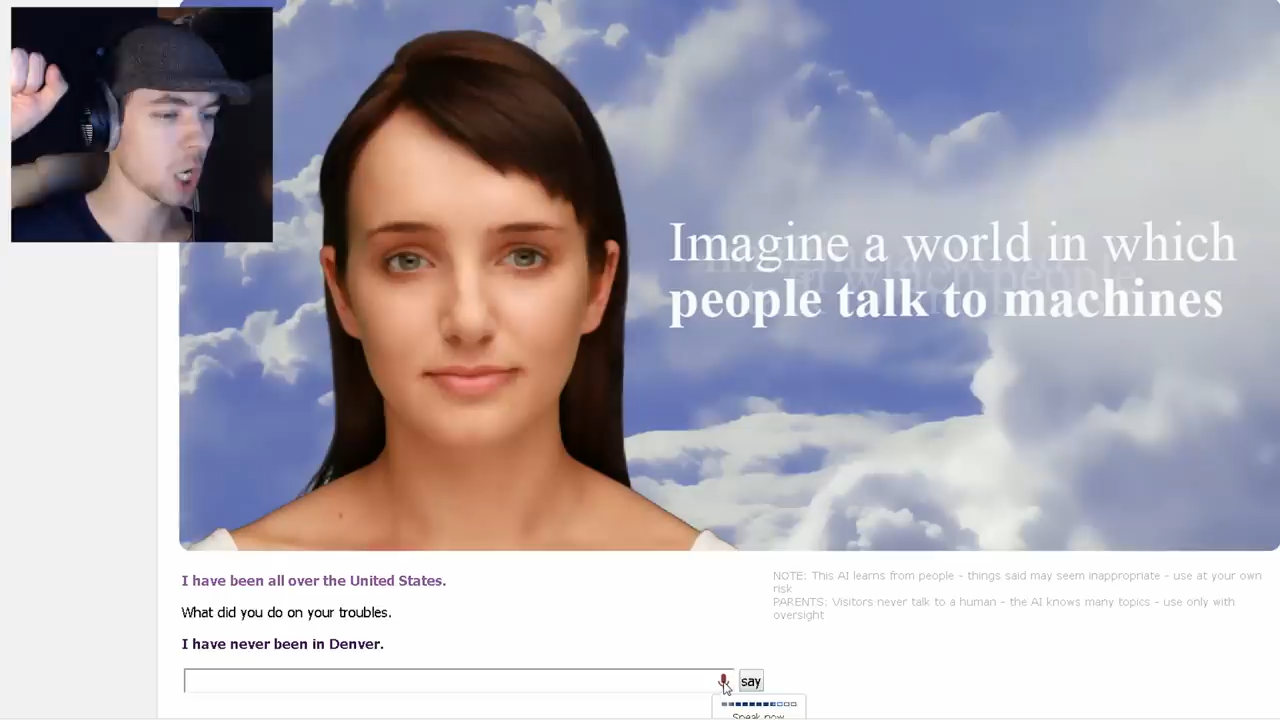 Imagine a world in which
people talk to machines
I have been all over the United States.
What did you do on your troubles.
I have never been in Denver.
NOTE: This AI learns from people - things said may seem inappropriate - use at your own
risk
PARENTS: Visitors never talk to a human - the AI knows many topics - use only with
oversight
say
Speak now